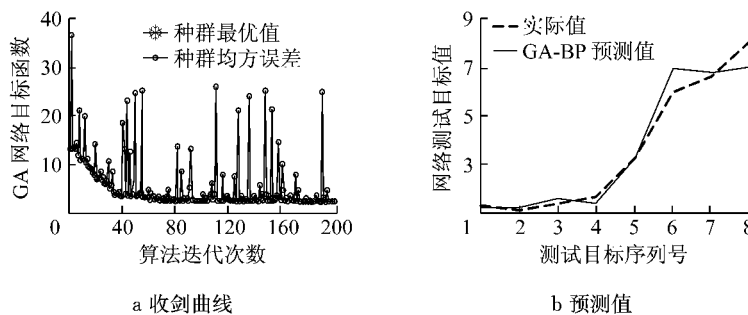 GA 网络目标函数
40
30
20
10
0
40
80
120
160
200
种群最优值
种群均方误差
算法迭代次数
a 收剑曲线
网络测试目标值
9
7
5
3
1
2
3
4
5
6
7
8
实际值
GA-BP 预测值
测试目标序列号
b 预测值